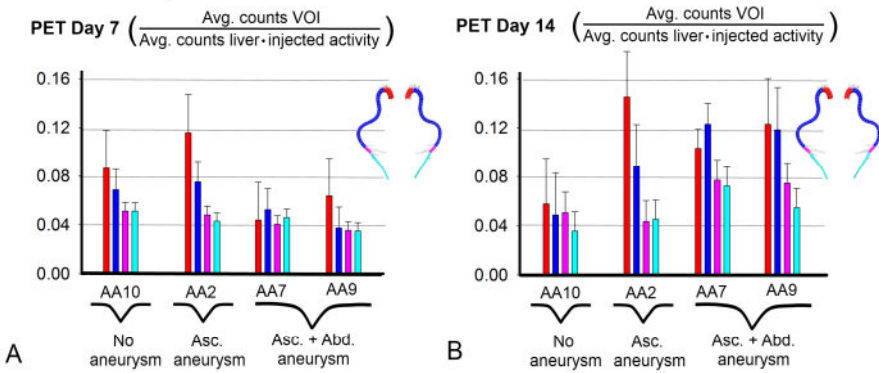 PET Day 7 ( Avg. counts VOI / Avg. counts liver·injected activity )
0.16
0.12
0.08
0.04
0.00
AA10 AA2 AA7 AA9
No aneurysm
Asc. aneurysm
Asc. + Abd. aneurysm
A
PET Day 14 ( Avg. counts VOI / Avg. counts liver·injected activity )
0.16
0.12
0.08
0.04
0.00
AA10 AA2 AA7 AA9
No aneurysm
Asc. aneurysm
Asc. + Abd. aneurysm
B